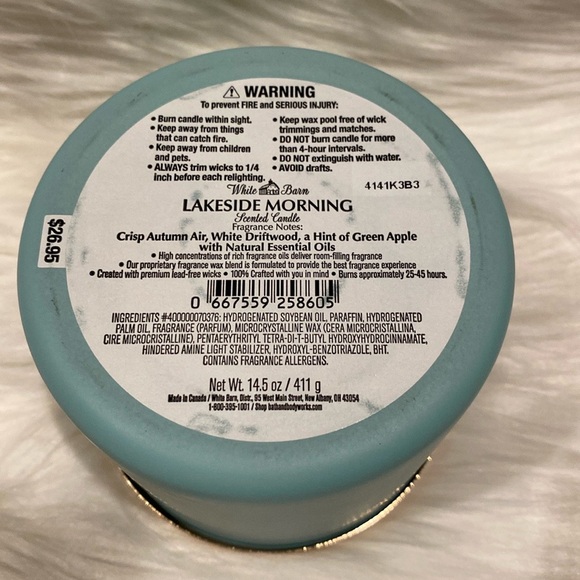 ⚠ WARNING
To prevent FIRE and SERIOUS INJURY:
• Burn candle within sight.
• Keep away from things
that can catch fire.
• Keep away from children
and pets.
• ALWAYS trim wicks to 1/4
inch before each relighting.
• Keep wax pool free of wick
trimmings and matches.
• DO NOT burn candle for more
than 4-hour intervals.
• DO NOT extinguish with water.
• AVOID drafts.
White Barn
4141K3B3
LAKESIDE MORNING
Scented Candle
Fragrance Notes:
Crisp Autumn Air, White Driftwood, a Hint of Green Apple
with Natural Essential Oils
• High concentrations of rich fragrance oils deliver room-filling fragrance
• Our proprietary fragrance wax blend is formulated to provide the best fragrance experience
• Created with premium lead-free wicks • 100% Crafted with you in mind • Burns approximately 25-45 hours.
$26.95
0 667559 258605
INGREDIENTS #400000070376: HYDROGENATED SOYBEAN OIL, PARAFFIN, HYDROGENATED
PALM OIL, FRAGRANCE (PARFUM), MICROCRYSTALLINE WAX (CERA MICROCRISTALLINA,
CIRE MICROCRISTALLINE), PENTAERYTHRITYL TETRA-DI-T-BUTYL HYDROXYHYDROCINNAMATE,
HINDERED AMINE LIGHT STABILIZER, HYDROXYL-BENZOTRIAZOLE, BHT.
CONTAINS FRAGRANCE ALLERGENS.
Net Wt. 14.5 oz / 411 g
Made in Canada / White Barn, Distr., 95 West Main Street, New Albany, OH 43054
1-800-395-1001 / Shop bathandbodyworks.com